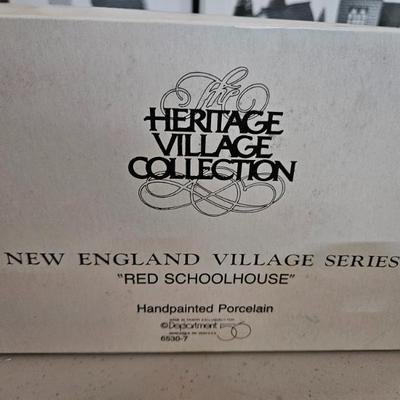 The
HERITAGE
VILLAGE
COLLECTION
NEW ENGLAND VILLAGE SERIES
"RED SCHOOLHOUSE"
Handpainted Porcelain
©Department 56
6530-7